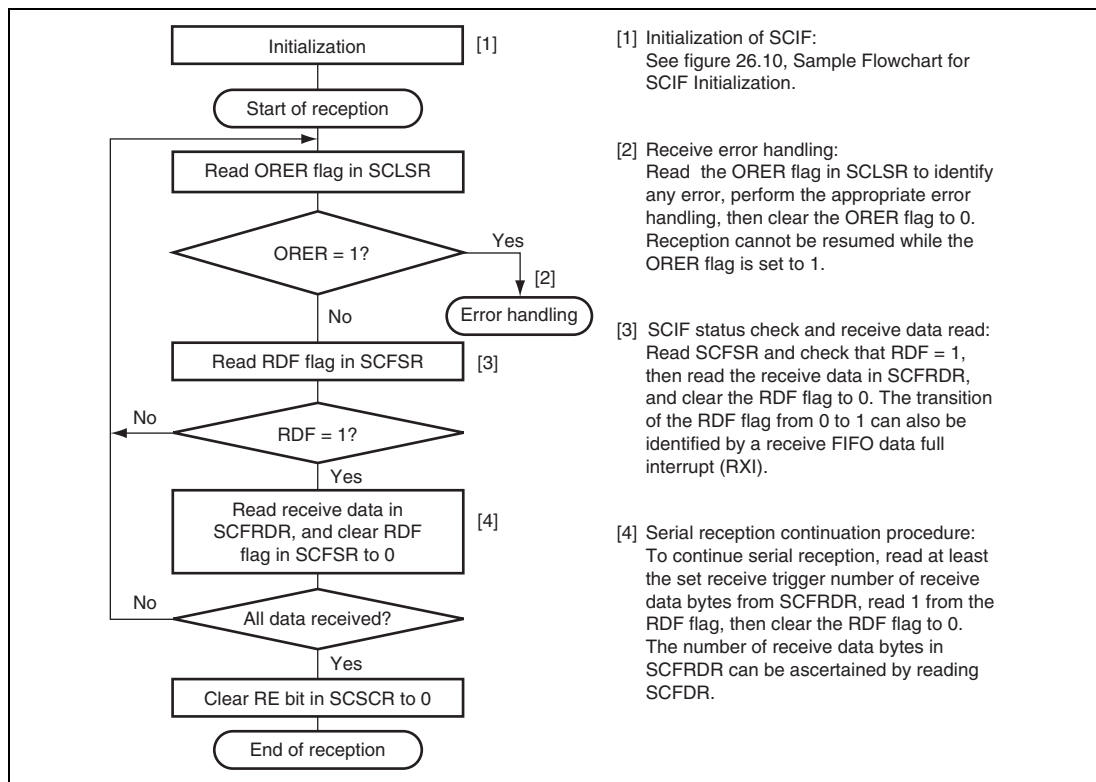 Initialization
[1]
Start of reception
Read ORER flag in SCLSR
ORER = 1?
Yes
[2]
Error handling
No
Read RDF flag in SCFSR
[3]
No
RDF = 1?
Yes
Read receive data in
SCFRDR, and clear RDF
flag in SCFSR to 0
[4]
No
All data received?
Yes
Clear RE bit in SCSCR to 0
End of reception
[1] Initialization of SCIF:
See figure 26.10, Sample Flowchart for
SCIF Initialization.
[2] Receive error handling:
Read the ORER flag in SCLSR to identify
any error, perform the appropriate error
handling, then clear the ORER flag to 0.
Reception cannot be resumed while the
ORER flag is set to 1.
[3] SCIF status check and receive data read:
Read SCFSR and check that RDF = 1,
then read the receive data in SCFRDR,
and clear the RDF flag to 0. The transition
of the RDF flag from 0 to 1 can also be
identified by a receive FIFO data full
interrupt (RXI).
[4] Serial reception continuation procedure:
To continue serial reception, read at least
the set receive trigger number of receive
data bytes from SCFRDR, read 1 from the
RDF flag, then clear the RDF flag to 0.
The number of receive data bytes in
SCFRDR can be ascertained by reading
SCFDR.